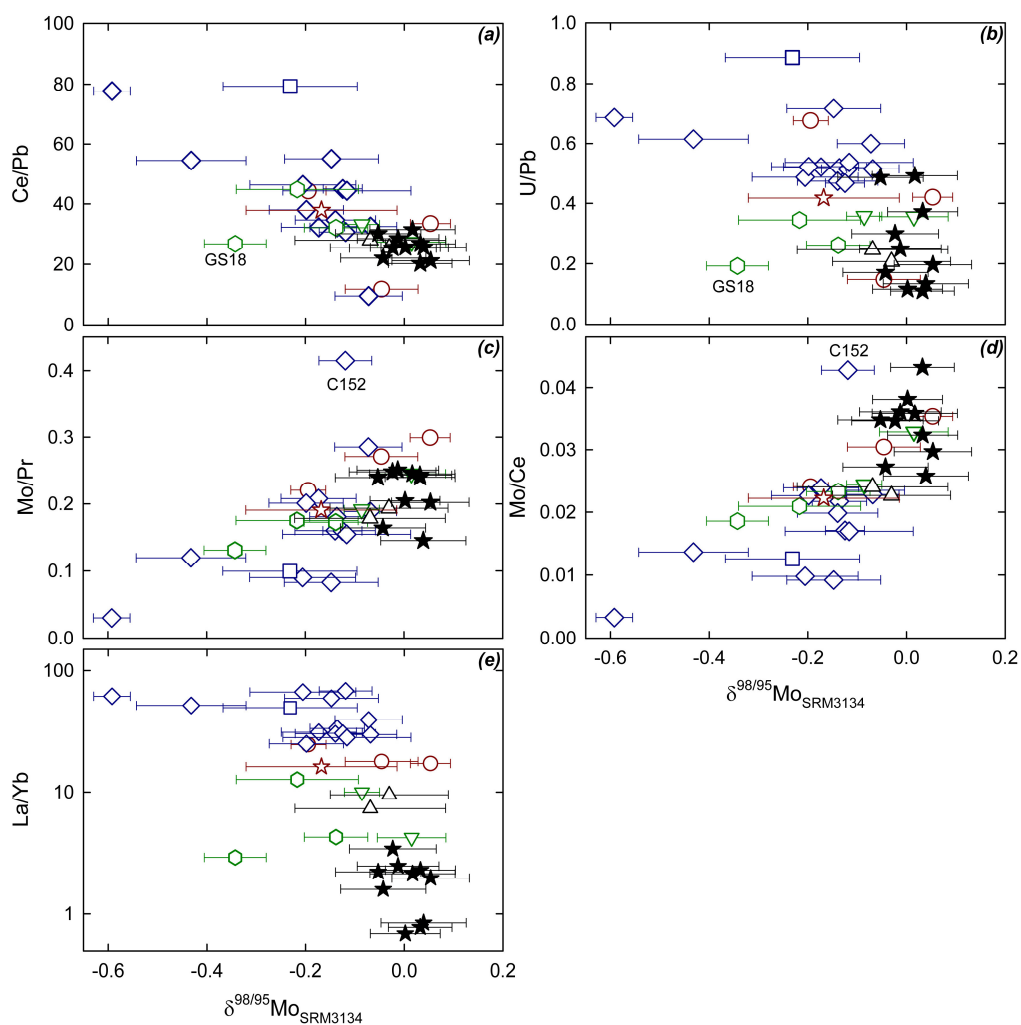 (a)
100
80
60
40
20
0
Ce/Pb
GS18
(b)
1.0
0.8
0.6
0.4
0.2
0.0
U/Pb
GS18
(c)
0.4
0.3
0.2
0.1
0.0
Mo/Pr
C152
(d)
0.04
0.03
0.02
0.01
0.00
Mo/Ce
C152
-0.6 -0.4 -0.2 0.0 0.2
δ98/95MoSRM3134
(e)
100
10
1
La/Yb
-0.6 -0.4 -0.2 0.0 0.2
δ98/95MoSRM3134